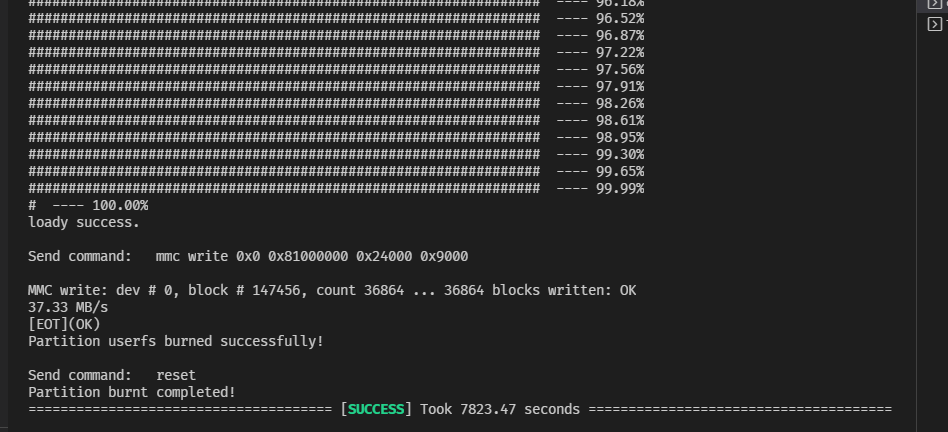 ################################################################  ---- 96.18%
################################################################  ---- 96.52%
################################################################  ---- 96.87%
################################################################  ---- 97.22%
################################################################  ---- 97.56%
################################################################  ---- 97.91%
################################################################  ---- 98.26%
################################################################  ---- 98.61%
################################################################  ---- 98.95%
################################################################  ---- 99.30%
################################################################  ---- 99.65%
################################################################  ---- 99.99%
#  ---- 100.00%
loady success.
Send command:   mmc write 0x0 0x81000000 0x24000 0x9000
MMC write: dev # 0, block # 147456, count 36864 ... 36864 blocks written: OK
37.33 MB/s
[EOT](OK)
Partition userfs burned successfully!
Send command:   reset
Partition burnt completed!
====================================== [SUCCESS] Took 7823.47 seconds ======================================